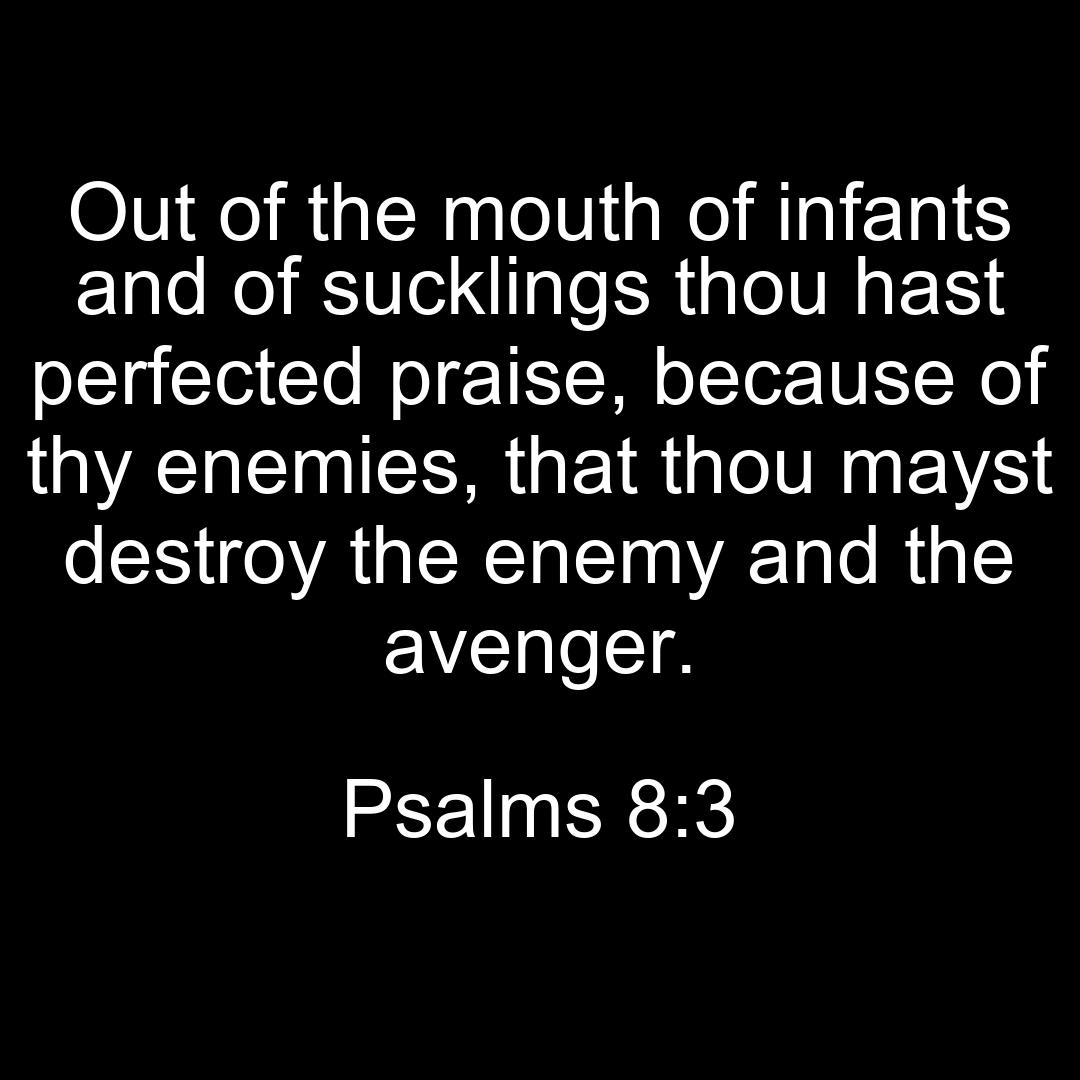 Out of the mouth of infants
and of sucklings thou hast
perfected praise, because of
thy enemies, that thou mayst
destroy the enemy and the
avenger.
Psalms 8:3